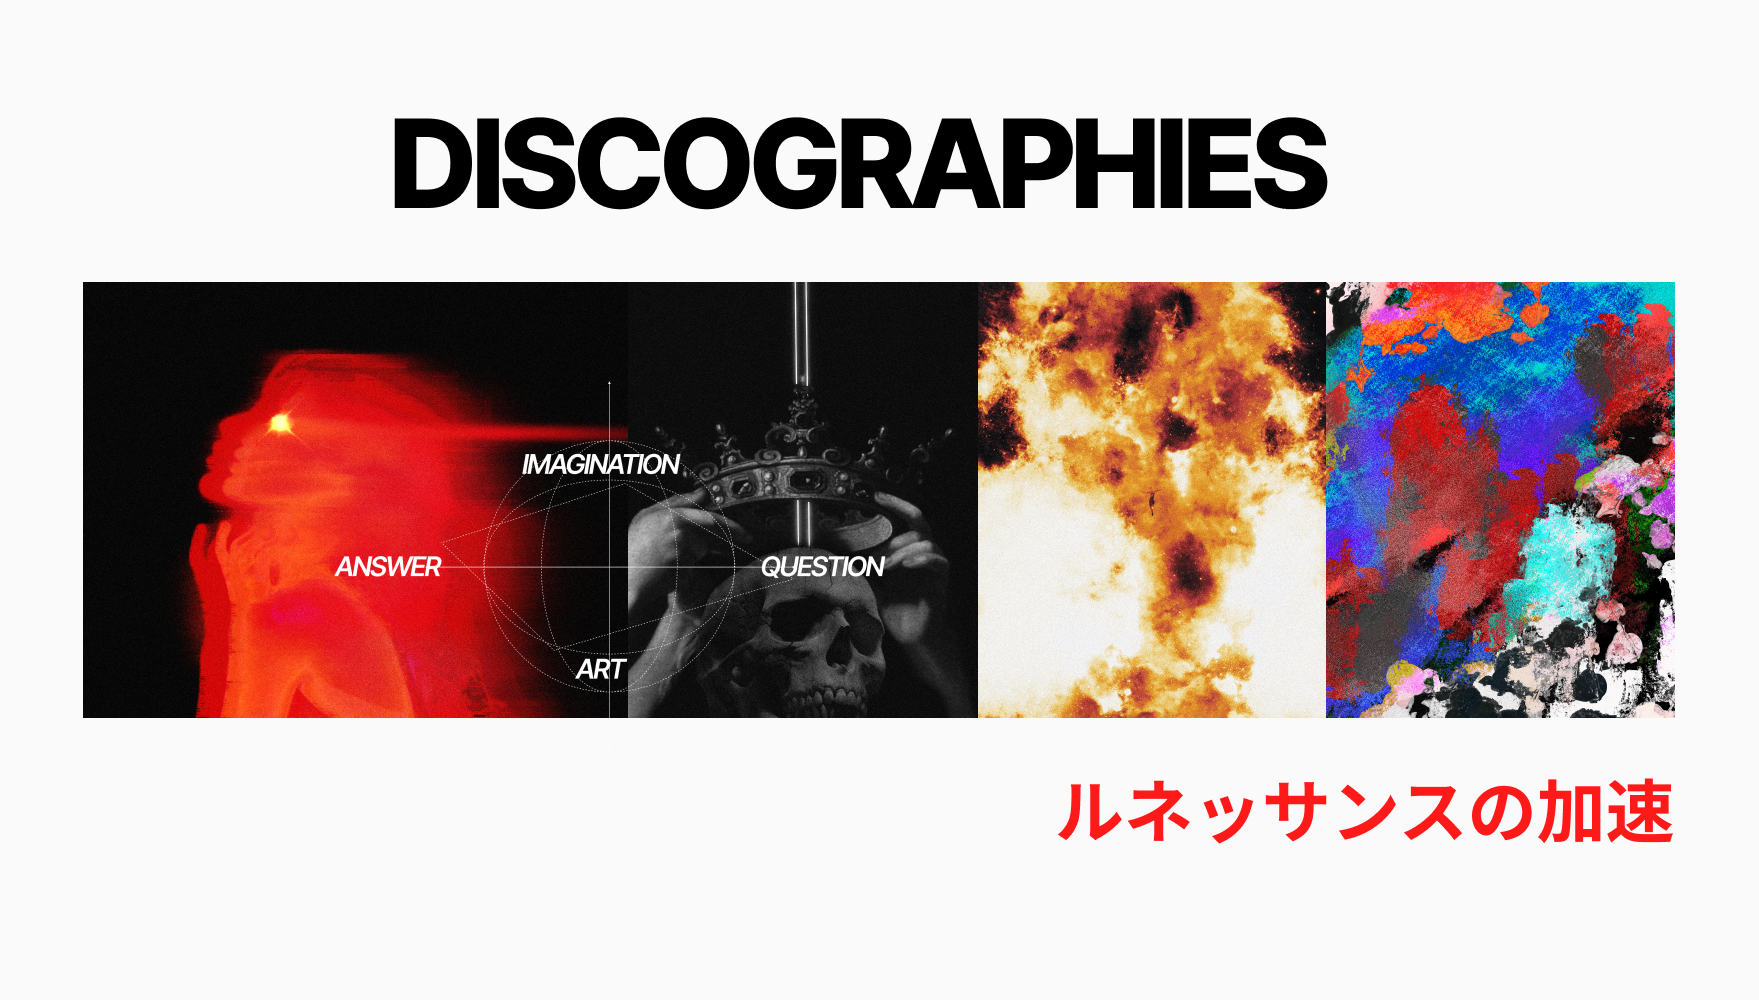 DISCOGRAPHIES
IMAGINATION
ANSWER
QUESTION
ART
ルネッサンスの加速